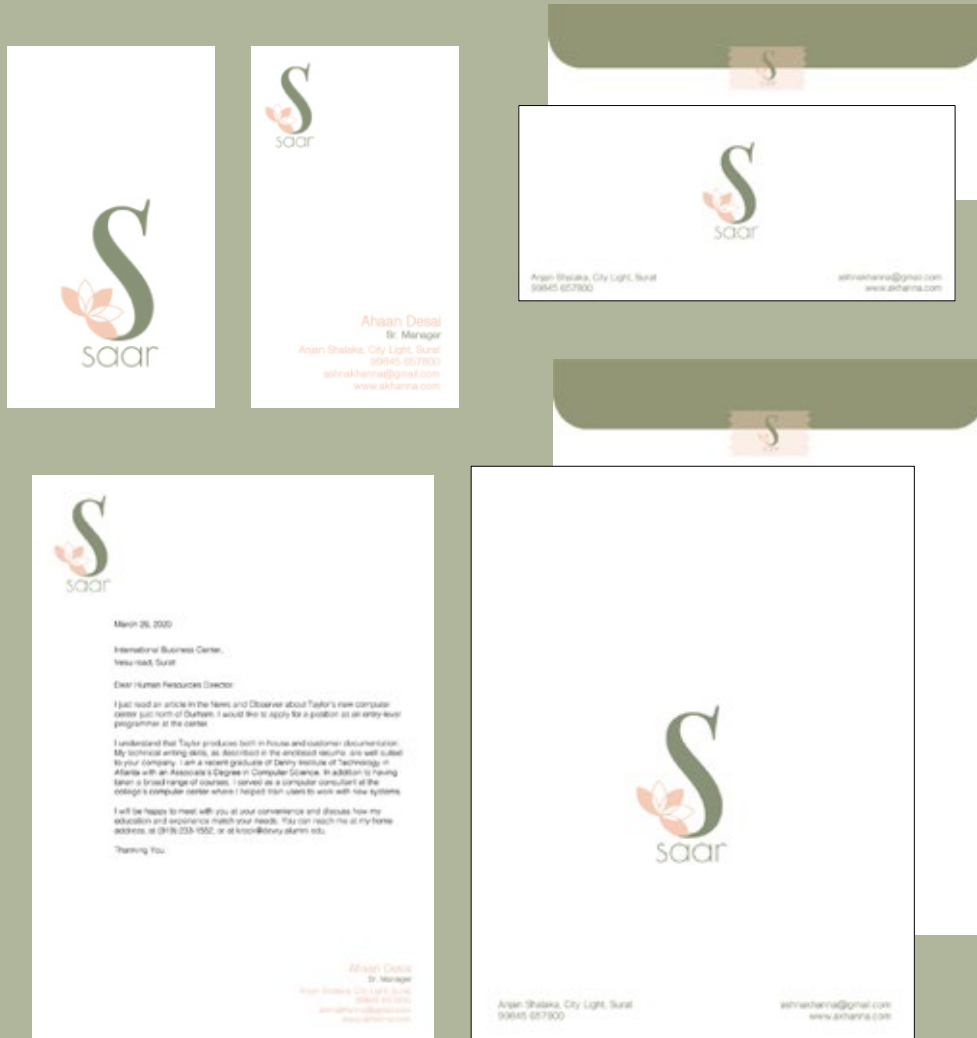 S
saar
S
saar
Ahaan Desai
Sr. Manager
Anjan Shalaka, City Light, Surat
99845 657800
ashnakhanna@gmail.com
www.akhanna.com
S
S
saar
Anjan Shalaka, City Light, Surat
99845 657800
ashnakhanna@gmail.com
www.akhanna.com
S
saar
March 26, 2020
International Business Center,
Vesu road, Surat
Dear Human Resources Director
I just read an article in the News and Observer about Taylor's new computer
center just north of Durham. I would like to apply for a position as an entry-level
programmer at the center.
I understand that Taylor produces both in house and customer documentation.
My technical writing skills, as described in the enclosed resume, are well suited
to your company. I am a recent graduate of Institute of Technology in
Atlanta with an Associate's Degree in Computer Science. In addition to having
taken a broad range of courses, I served as a computer consultant at the
college's computer center where I helped train users to work with new systems.
I will be happy to meet with you at your convenience and discuss how my
education and experience match your needs. You can reach me at my home
address, at (919) 233-1552, or at
Thanking You
Ahaan Desai
Sr. Manager
Anjan Shalaka, City Light, Surat
S
S
saar
Anjan Shalaka, City Light, Surat
99845 657800
ashnakhanna@gmail.com
www.akhanna.com